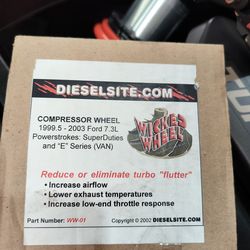 DIESELSITE.COM
COMPRESSOR WHEEL
1999.5 - 2003 Ford 7.3L
Powerstrokes: SuperDuties
and "E" Series (VAN)
WICKED
WHEEL
Reduce or eliminate turbo "flutter"
• Increase airflow
• Lower exhaust temperatures
• Increase low-end throttle response
Part Number: WW-01
Copyright © 2002 DIESELSITE.COM